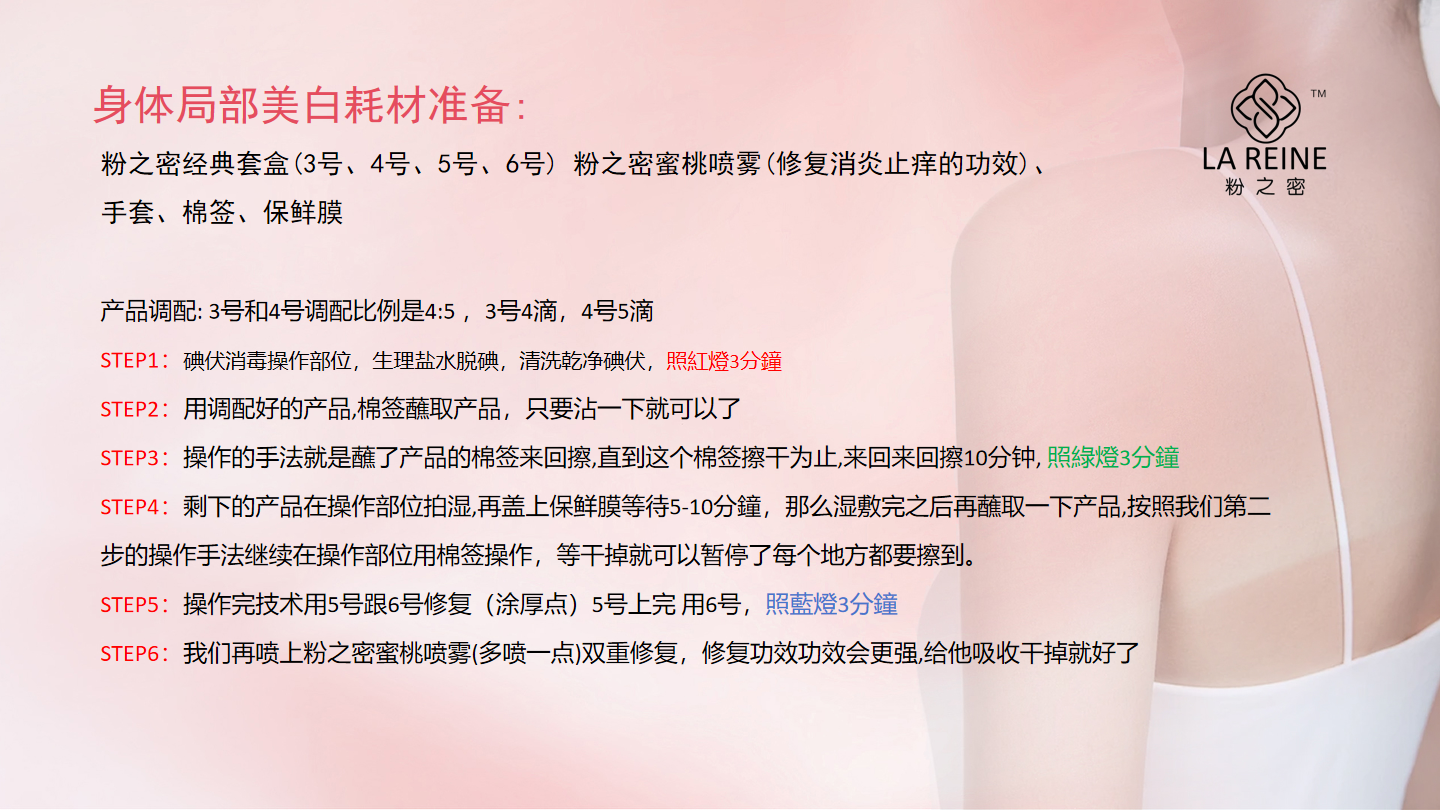 身体局部美白耗材准备：
TM
LA REINE
粉之密
粉之密经典套盒(3号、4号、5号、6号) 粉之密蜜桃喷雾(修复消炎止痒的功效)、
手套、棉签、保鲜膜
产品调配: 3号和4号调配比例是4:5 ，3号4滴，4号5滴
STEP1：碘伏消毒操作部位，生理盐水脱碘，清洗乾净碘伏，照紅燈3分鐘
STEP2：用调配好的产品,棉签蘸取产品，只要沾一下就可以了
STEP3：操作的手法就是蘸了产品的棉签来回擦,直到这个棉签擦干为止,来回来回擦10分钟, 照綠燈3分鐘
STEP4：剩下的产品在操作部位拍湿,再盖上保鲜膜等待5-10分鐘，那么湿敷完之后再蘸取一下产品,按照我们第二
步的操作手法继续在操作部位用棉签操作，等干掉就可以暂停了每个地方都要擦到。
STEP5：操作完技术用5号跟6号修复（涂厚点）5号上完 用6号，照藍燈3分鐘
STEP6：我们再喷上粉之密蜜桃喷雾(多喷一点)双重修复，修复功效功效会更强,给他吸收干掉就好了